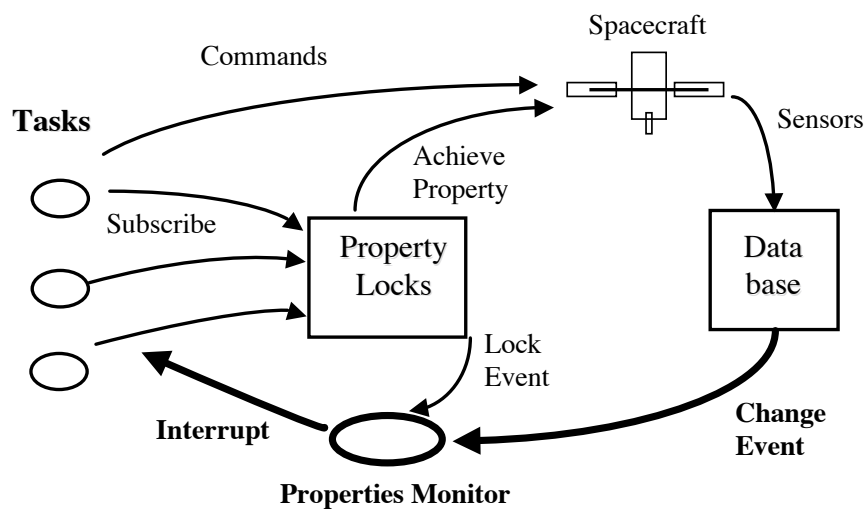 Spacecraft
Commands
Tasks
Sensors
Achieve
Property
Subscribe
Property
Locks
Data
base
Lock
Event
Change
Event
Interrupt
Properties Monitor